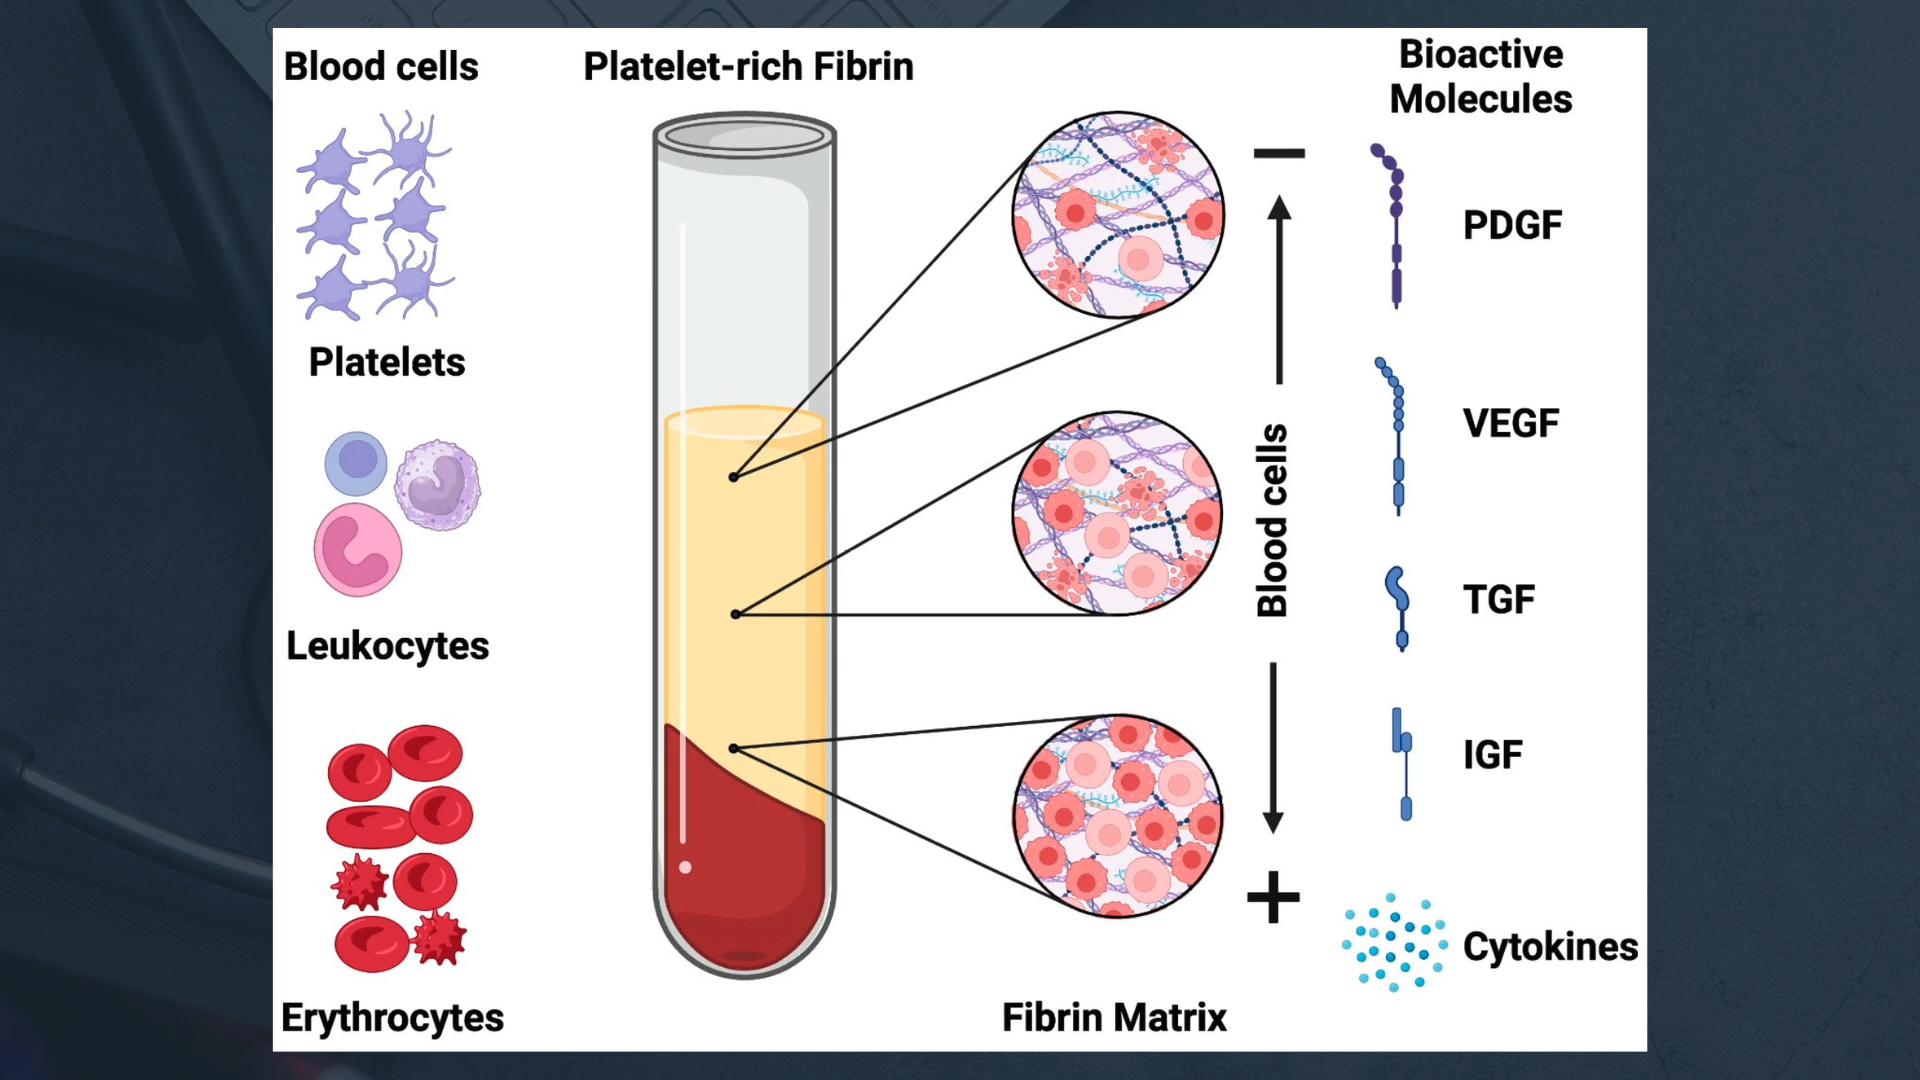 Blood cells
Platelets
Leukocytes
Erythrocytes
Platelet-rich Fibrin
Fibrin Matrix
−
Blood cells
+
Bioactive
Molecules
PDGF
VEGF
TGF
IGF
Cytokines